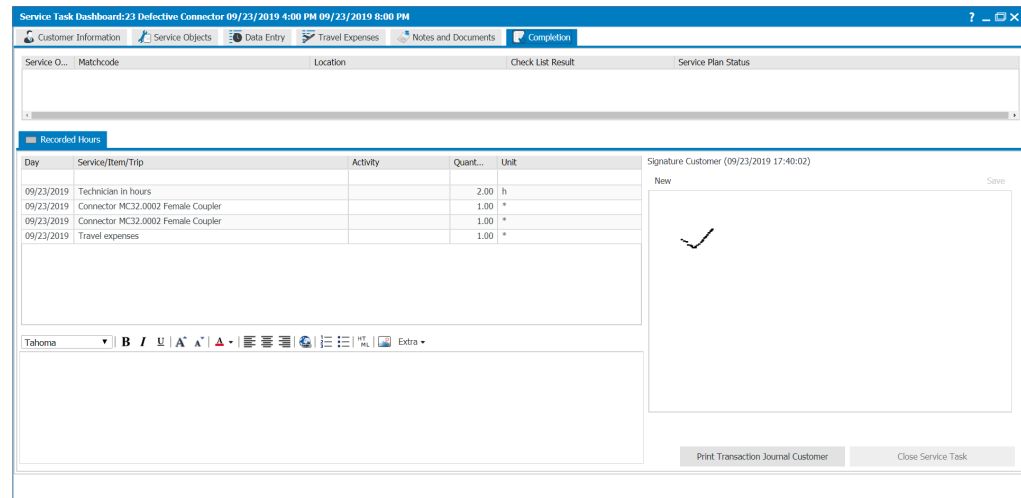 Service Task Dashboard:23 Defective Connector 09/23/2019 4:00 PM 09/23/2019 8:00 PM ?
Customer Information Service Objects Data Entry Travel Expenses Notes and Documents Completion
Service O... Matchcode Location Check List Result Service Plan Status
Recorded Hours
Day Service/Item/Trip Activity Quant... Unit Signature Customer (09/23/2019 17:40:02)
New Save
09/23/2019 Technician in hours 2.00 h
09/23/2019 Connector MC32.0002 Female Coupler 1.00 *
09/23/2019 Connector MC32.0002 Female Coupler 1.00 *
09/23/2019 Travel expenses 1.00 *
Tahoma B I U A A A HTML Extra
Print Transaction Journal Customer Close Service Task